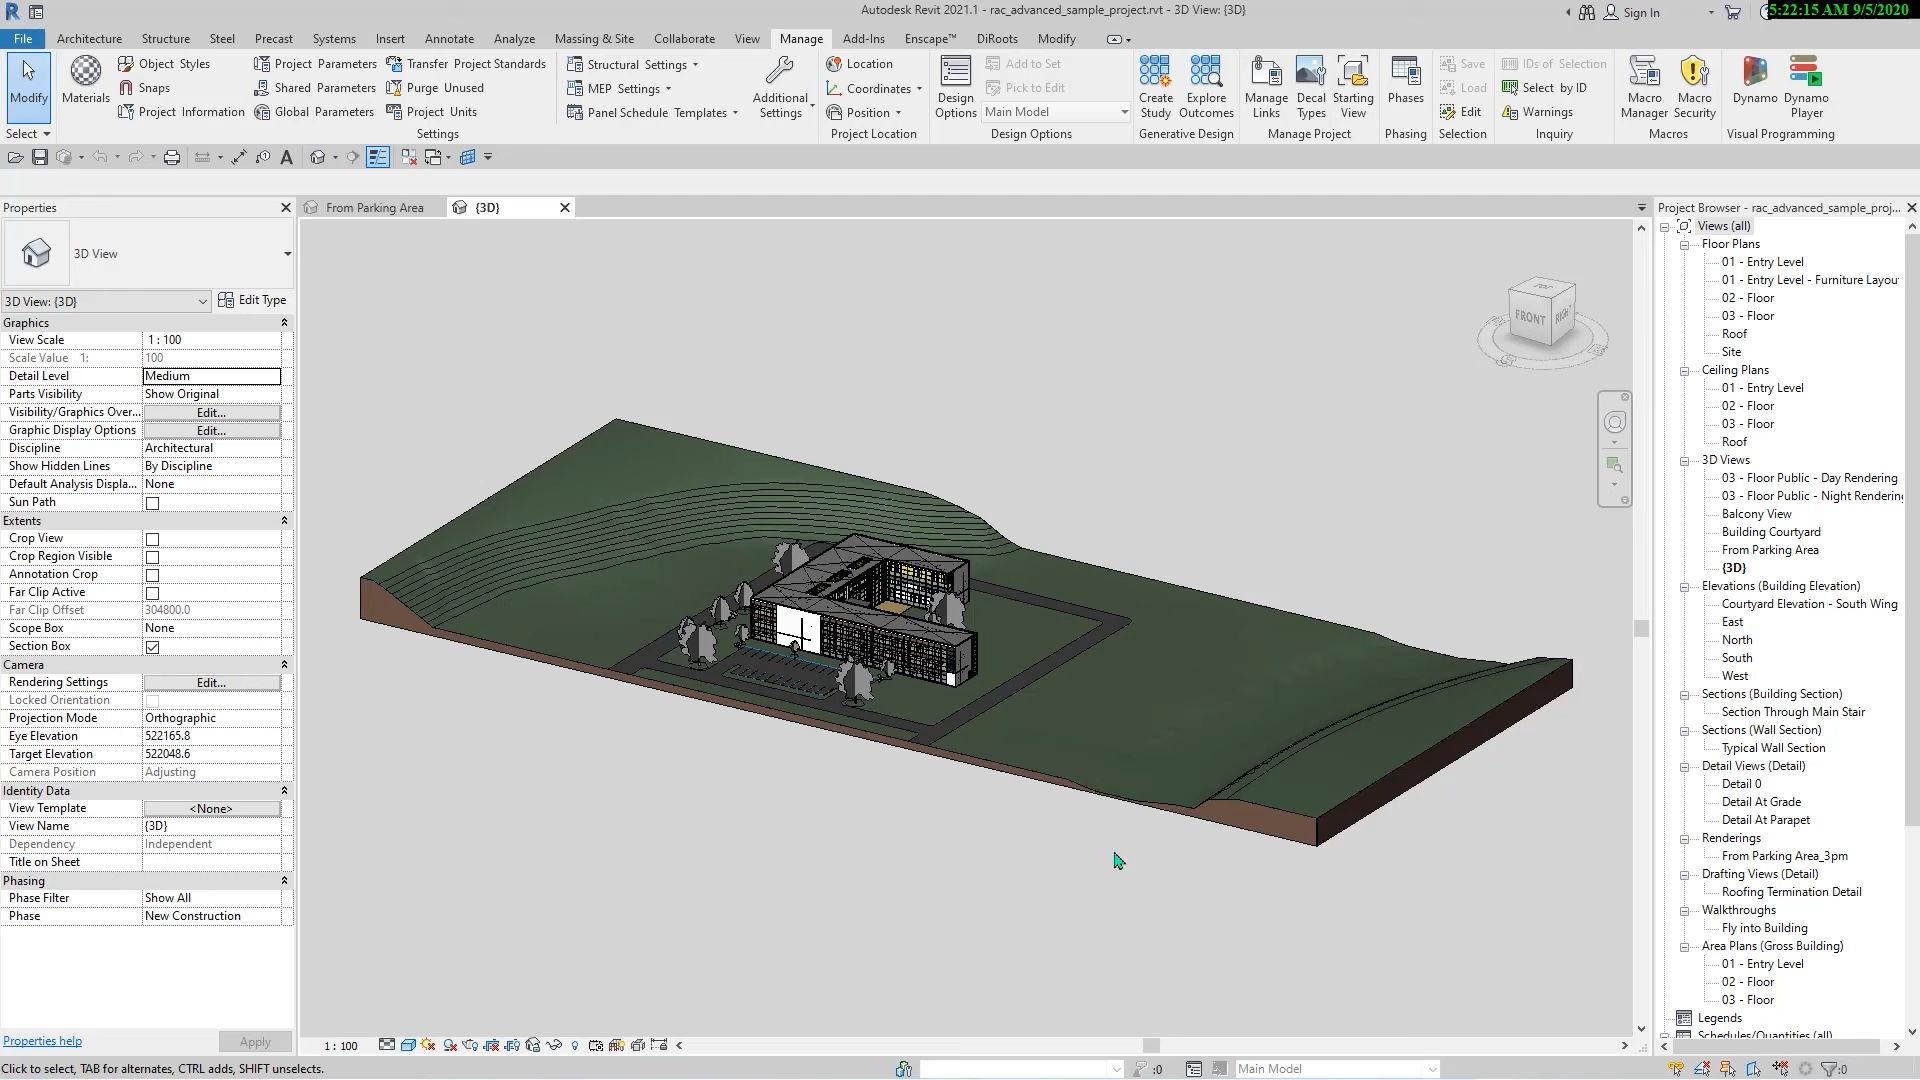 Autodesk Revit 2021.1 - rac_advanced_sample_project.rvt - 3D View: {3D}
Sign In
5:22:15 AM 9/5/2020
File Architecture Structure Steel Precast Systems Insert Annotate Analyze Massing & Site Collaborate View Manage Add-Ins Enscape™ DiRoots Modify
Modify
Select
Materials
Object Styles
Snaps
Project Information
Project Parameters
Shared Parameters
Global Parameters
Transfer Project Standards
Purge Unused
Project Units
Settings
Structural Settings
MEP Settings
Panel Schedule Templates
Additional Settings
Location
Coordinates
Position
Project Location
Design Options
Add to Set
Pick to Edit
Main Model
Design Options
Create Study
Explore Outcomes
Generative Design
Manage Links
Decal Types
Starting View
Manage Project
Phases
Phasing
Save
Load
Edit
Selection
IDs of Selection
Select by ID
Warnings
Inquiry
Macro Manager
Macro Security
Macros
Dynamo
Dynamo Player
Visual Programming
Properties
3D View
3D View: {3D}
Edit Type
Graphics
View Scale 1 : 100
Scale Value 1: 100
Detail Level Medium
Parts Visibility Show Original
Visibility/Graphics Over... Edit...
Graphic Display Options Edit...
Discipline Architectural
Show Hidden Lines By Discipline
Default Analysis Displa... None
Sun Path
Extents
Crop View
Crop Region Visible
Annotation Crop
Far Clip Active
Far Clip Offset 304800.0
Scope Box None
Section Box
Camera
Rendering Settings Edit...
Locked Orientation
Projection Mode Orthographic
Eye Elevation 522165.8
Target Elevation 522048.6
Camera Position Adjusting
Identity Data
View Template <None>
View Name {3D}
Dependency Independent
Title on Sheet
Phasing
Phase Filter Show All
Phase New Construction
Properties help
Apply
From Parking Area
{3D}
TOP
FRONT
RIGHT
1 : 100
Project Browser - rac_advanced_sample_proj...
Views (all)
Floor Plans
01 - Entry Level
01 - Entry Level - Furniture Layou
02 - Floor
03 - Floor
Roof
Site
Ceiling Plans
01 - Entry Level
02 - Floor
03 - Floor
Roof
3D Views
03 - Floor Public - Day Rendering
03 - Floor Public - Night Rendering
Balcony View
Building Courtyard
From Parking Area
{3D}
Elevations (Building Elevation)
Courtyard Elevation - South Wing
East
North
South
West
Sections (Building Section)
Section Through Main Stair
Sections (Wall Section)
Typical Wall Section
Detail Views (Detail)
Detail 0
Detail At Grade
Detail At Parapet
Renderings
From Parking Area_3pm
Drafting Views (Detail)
Roofing Termination Detail
Walkthroughs
Fly into Building
Area Plans (Gross Building)
01 - Entry Level
02 - Floor
03 - Floor
Legends
Schedules/Quantities (all)
Click to select, TAB for alternates, CTRL adds, SHIFT unselects.
:0
Main Model
:0